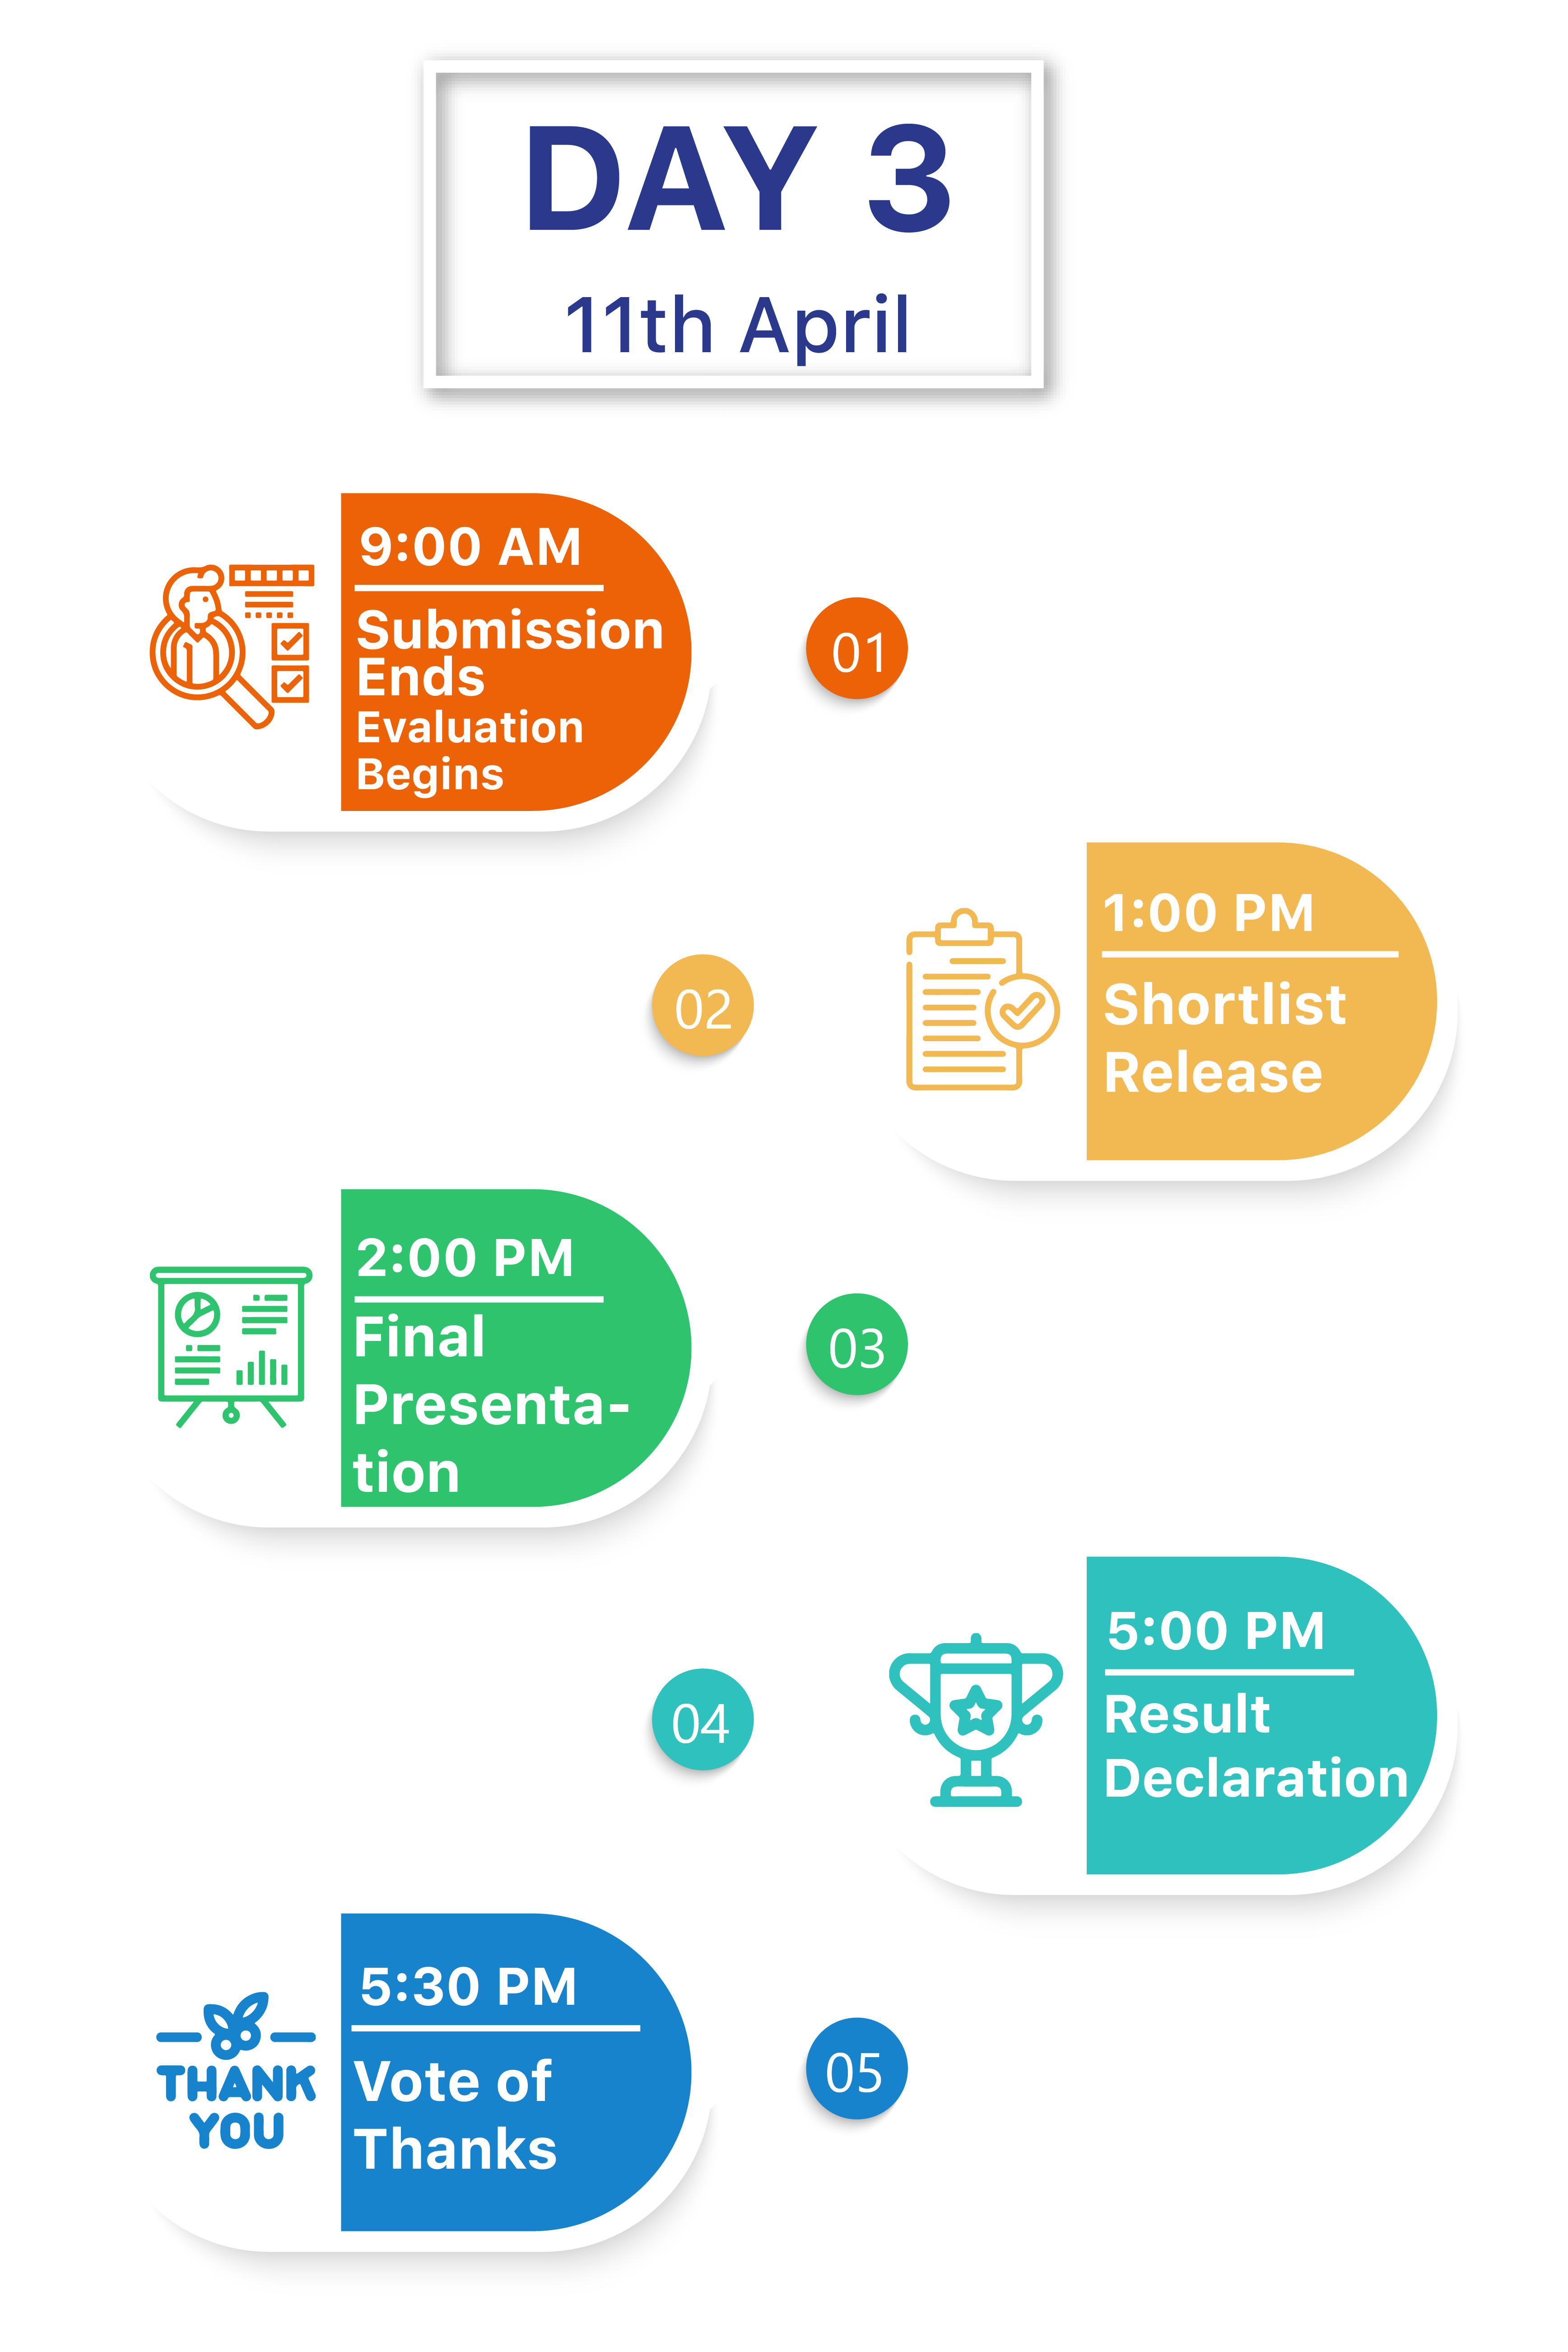 DAY 3
11th April
9:00 AM
Submission
Ends
Evaluation
Begins
01
1:00 PM
Shortlist
Release
02
2:00 PM
Final
Presenta-
tion
03
5:00 PM
Result
Declaration
04
THANK
YOU
5:30 PM
Vote of
Thanks
05